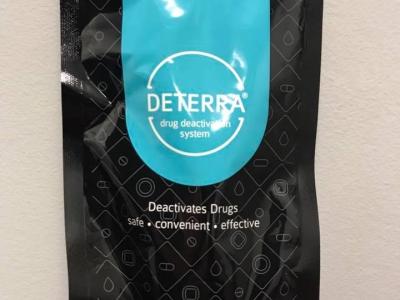 DETERRA®
drug deactivation
system
Deactivates Drugs
safe • convenient • effective